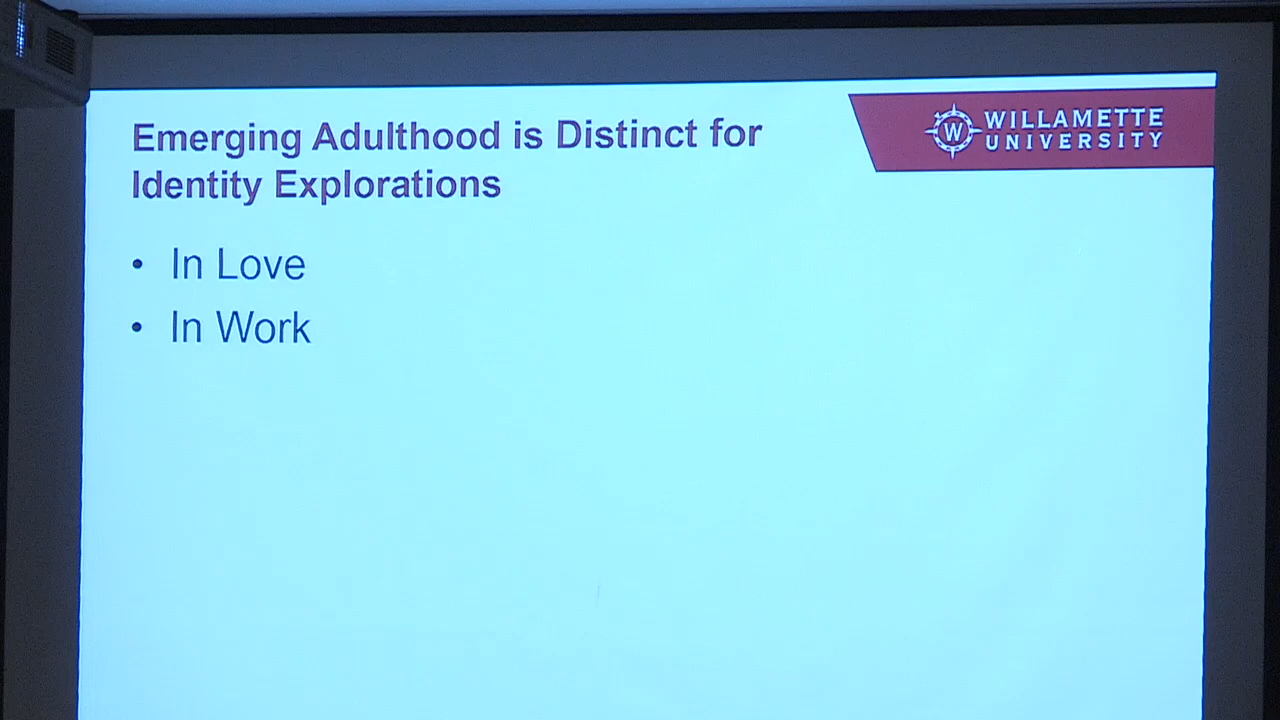 Emerging Adulthood is Distinct for
Identity Explorations
• In Love
• In Work
W
WILLAMETTE
UNIVERSITY